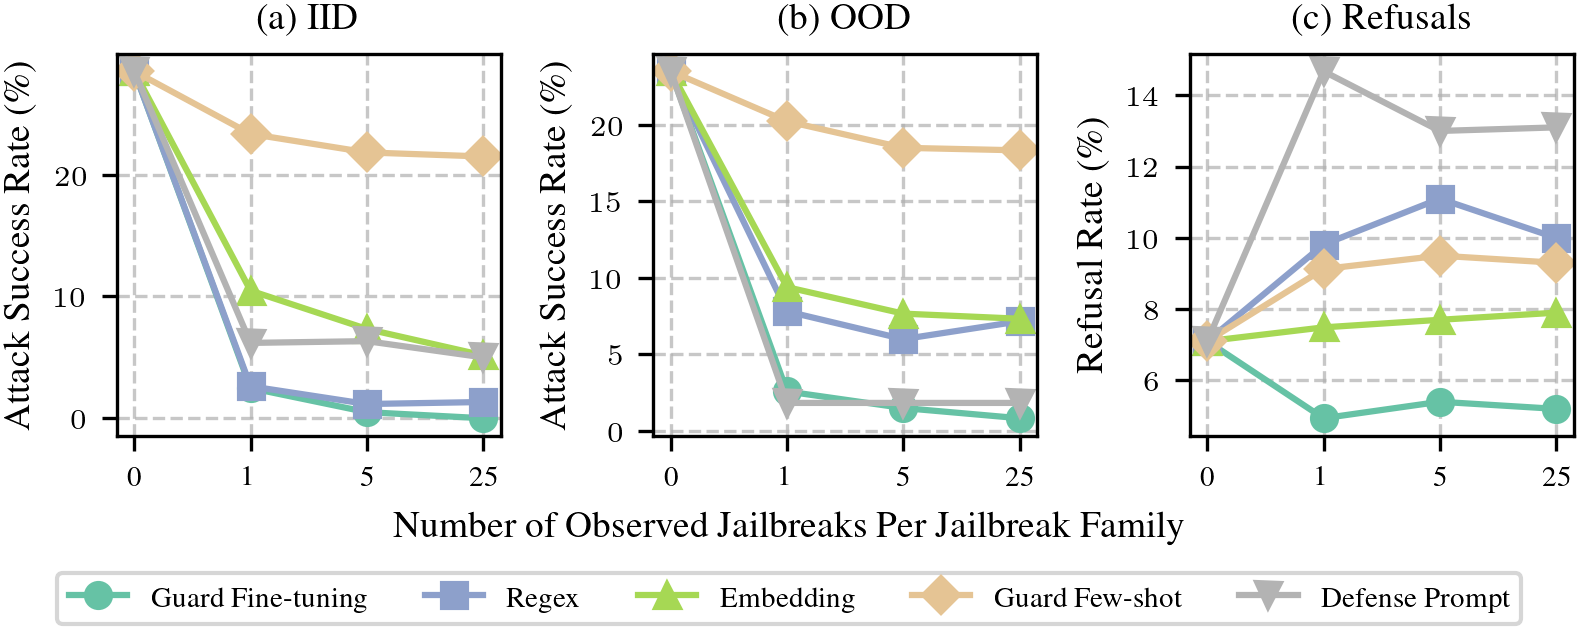 (a) IID
Attack Success Rate (%)
20
10
0
0 1 5 25
(b) OOD
Attack Success Rate (%)
20
15
10
5
0
0 1 5 25
(c) Refusals
Refusal Rate (%)
14
12
10
8
6
0 1 5 25
Number of Observed Jailbreaks Per Jailbreak Family
Guard Fine-tuning Regex Embedding Guard Few-shot Defense Prompt